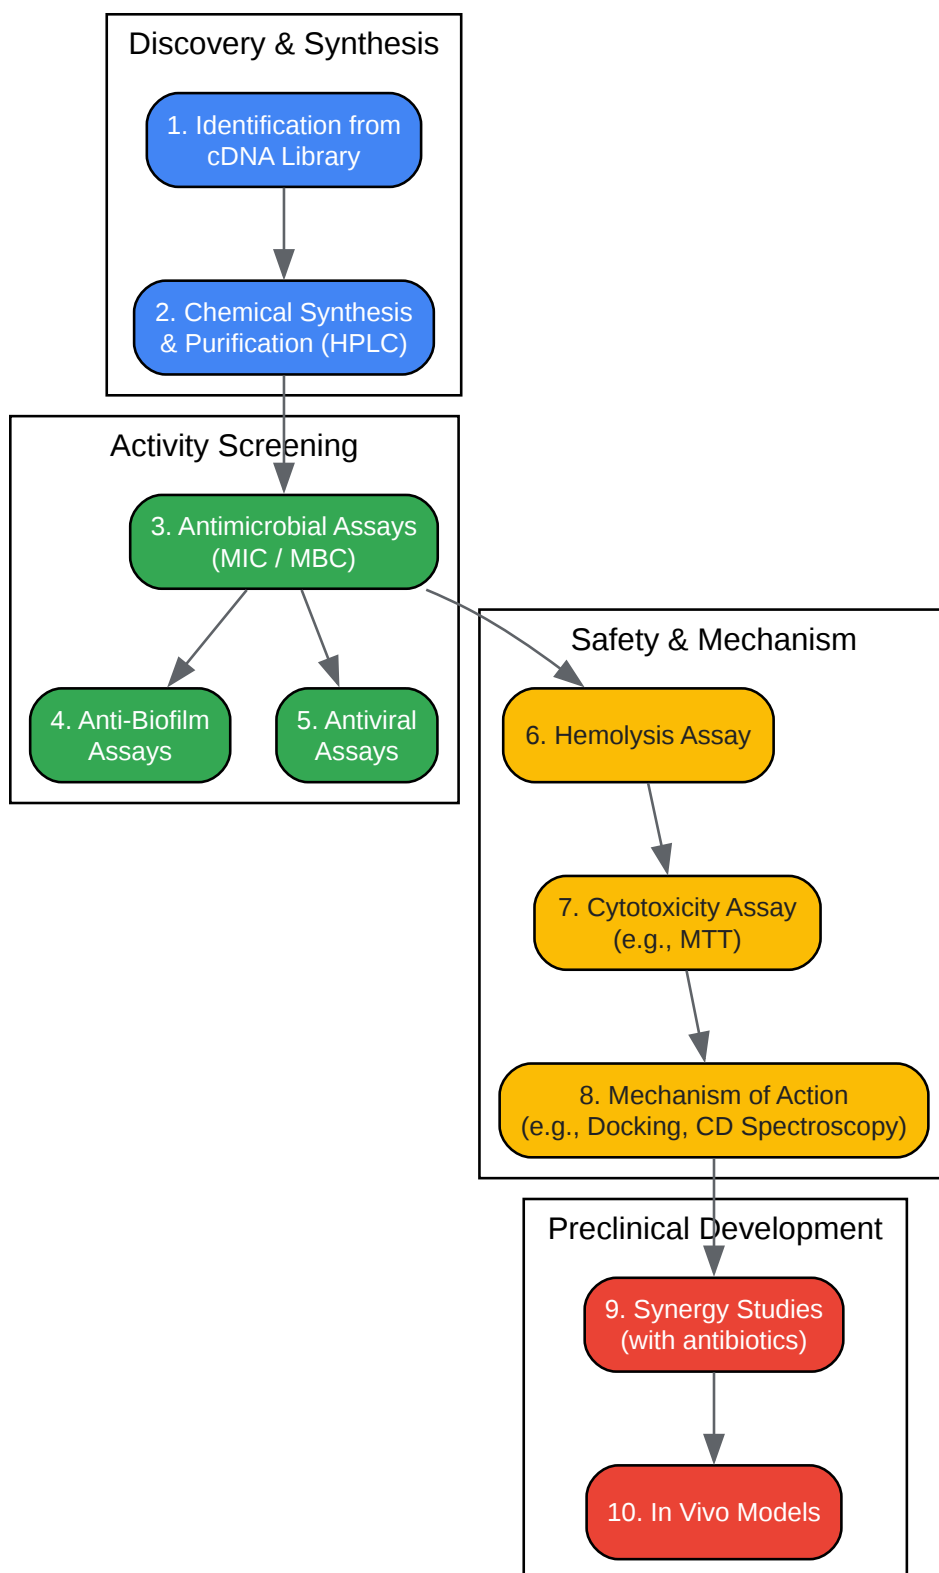 Discovery & Synthesis
1. Identification from
cDNA Library
2. Chemical Synthesis
& Purification (HPLC)
Activity Screening
3. Antimicrobial Assays
(MIC / MBC)
4. Anti-Biofilm
Assays
5. Antiviral
Assays
Safety & Mechanism
6. Hemolysis Assay
7. Cytotoxicity Assay
(e.g., MTT)
8. Mechanism of Action
(e.g., Docking, CD Spectroscopy)
Preclinical Development
9. Synergy Studies
(with antibiotics)
10. In Vivo Models